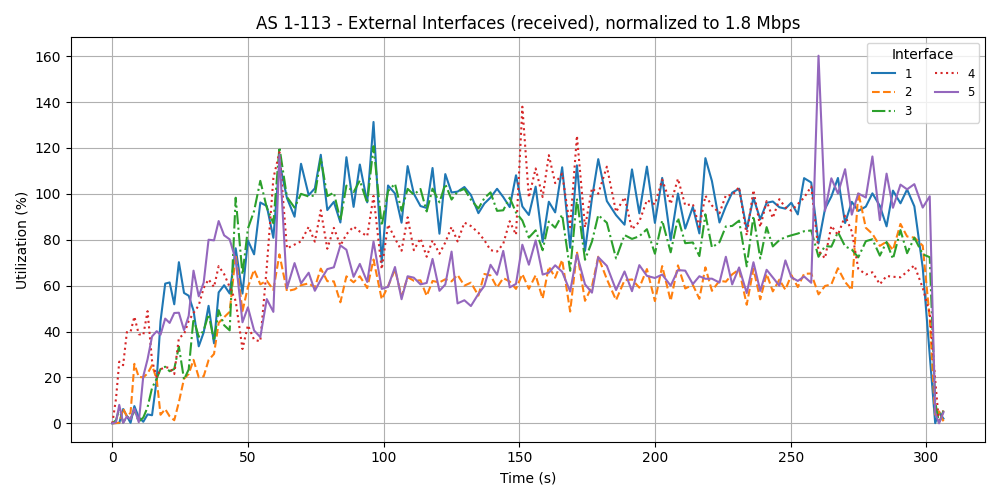 AS 1-113 - External Interfaces (received), normalized to 1.8 Mbps
Utilization (%)
160
140
120
100
80
60
40
20
0
0 50 100 150 200 250 300
Time (s)
Interface
1 4
2 5
3